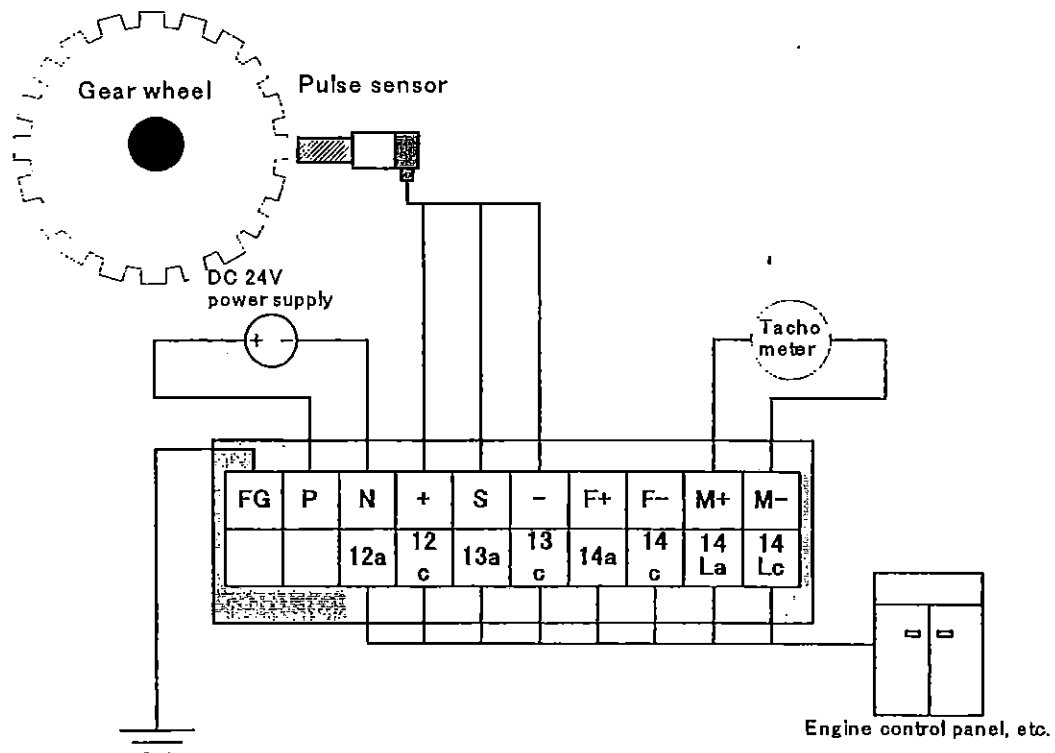 Gear wheel
Pulse sensor
DC 24V
power supply
+ -
Tacho
meter
FG P N + S - F+ F- M+ M-
12a 12 c 13a 13 c 14a 14 c 14 La 14 Lc
Engine control panel, etc.